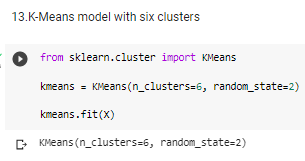 13.K-Means model with six clusters
from sklearn.cluster import KMeans
kmeans = KMeans(n_clusters=6, random_state=2)
kmeans.fit(X)
KMeans(n_clusters=6, random_state=2)